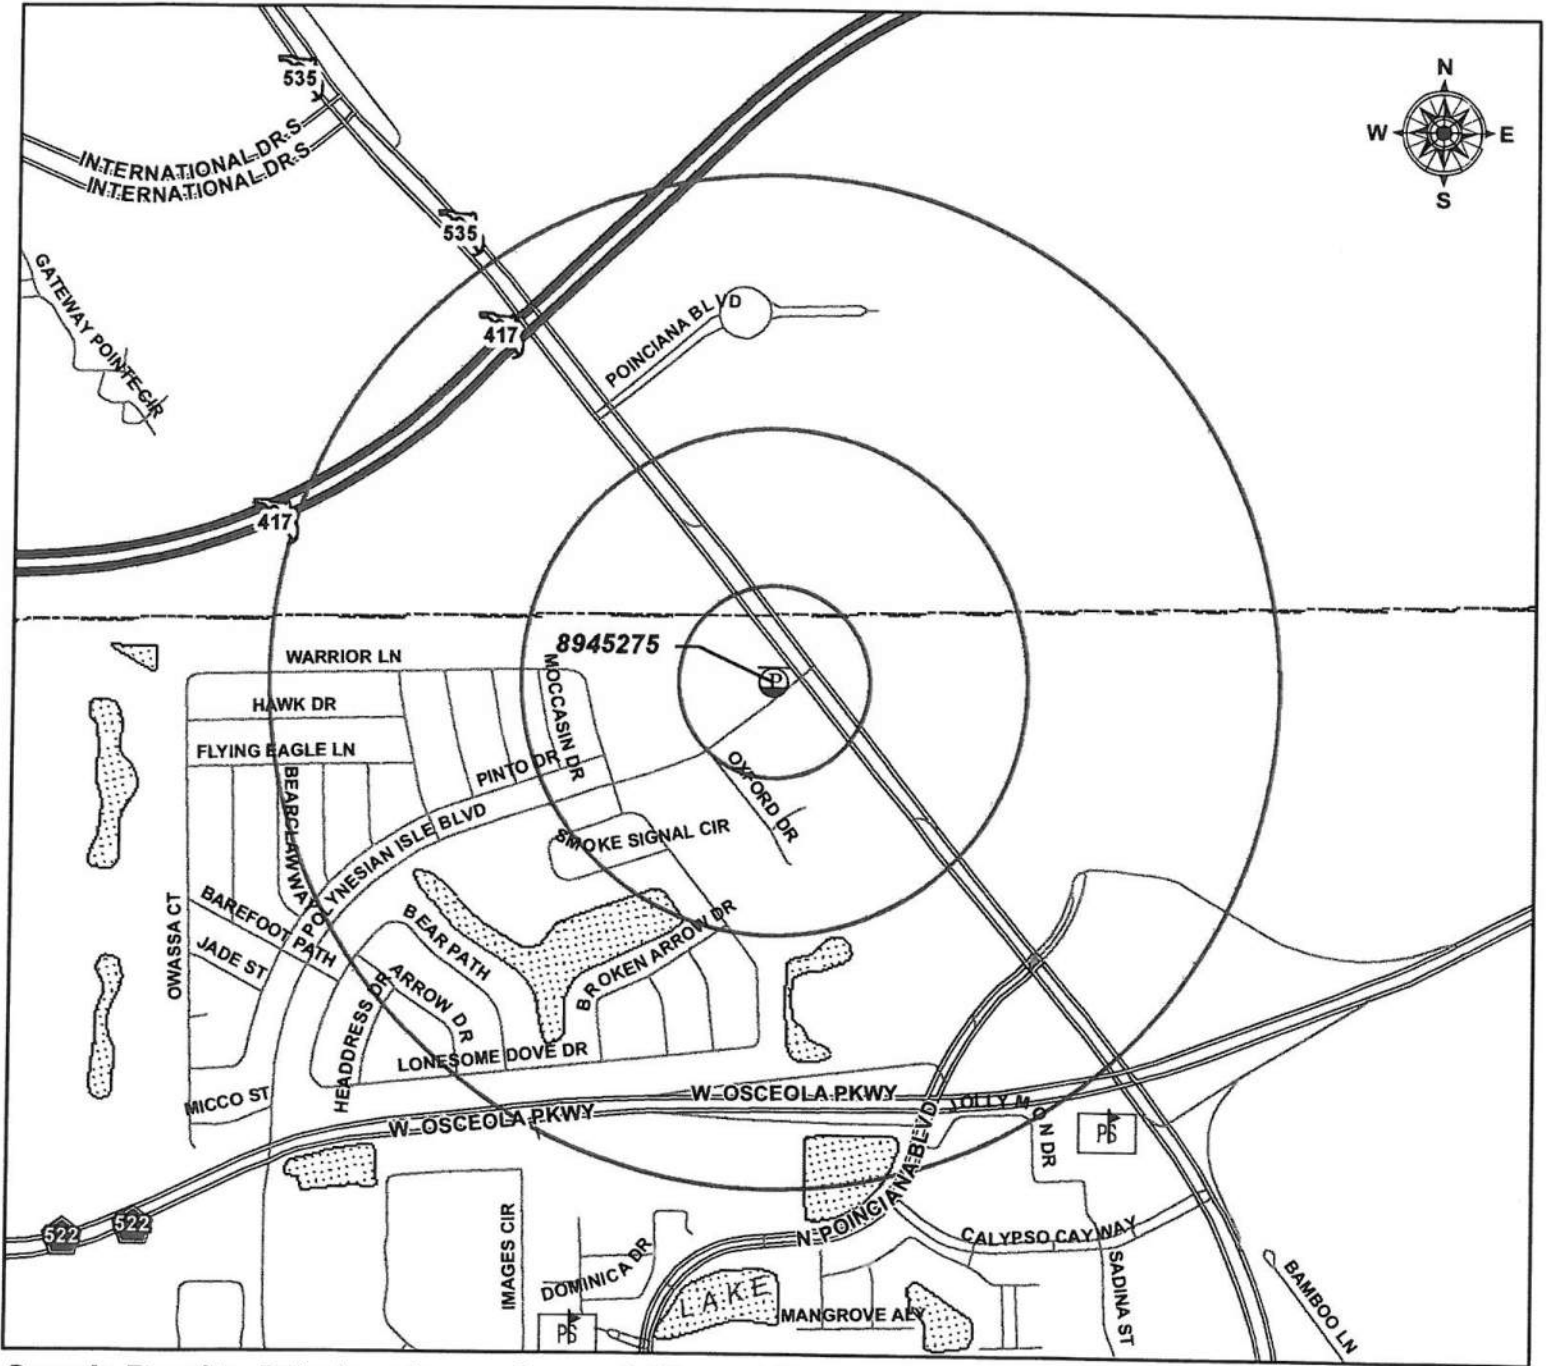 N
W E
S
535
INTERNATIONAL DR S
INTERNATIONAL DR S
535
GATEWAY POINTE CIR
POINCIANA BLVD
417
417
8945275
WARRIOR LN
MOCCASIN DR
HAWK DR
FLYING EAGLE LN
PINTO DR
BEARCLAW WAY
OXFORD DR
POLYNESIAN ISLE BLVD
SMOKE SIGNAL CIR
BAREFOOT PATH
OWASSA CT
JADE ST
BEAR PATH
BROKEN ARROW DR
ARROW DR
HEADDRESS DR
LONESOME DOVE DR
MICCO ST
W OSCEOLA PKWY
W OSCEOLA PKWY
JOLLY M O N DR
PS
N POINCIANA BLVD
522
522
CALYPSO CAY WAY
IMAGES CIR
DOMINICA DR
SADINA ST
BAMBOO LN
LAKE
MANGROVE ALY
PS